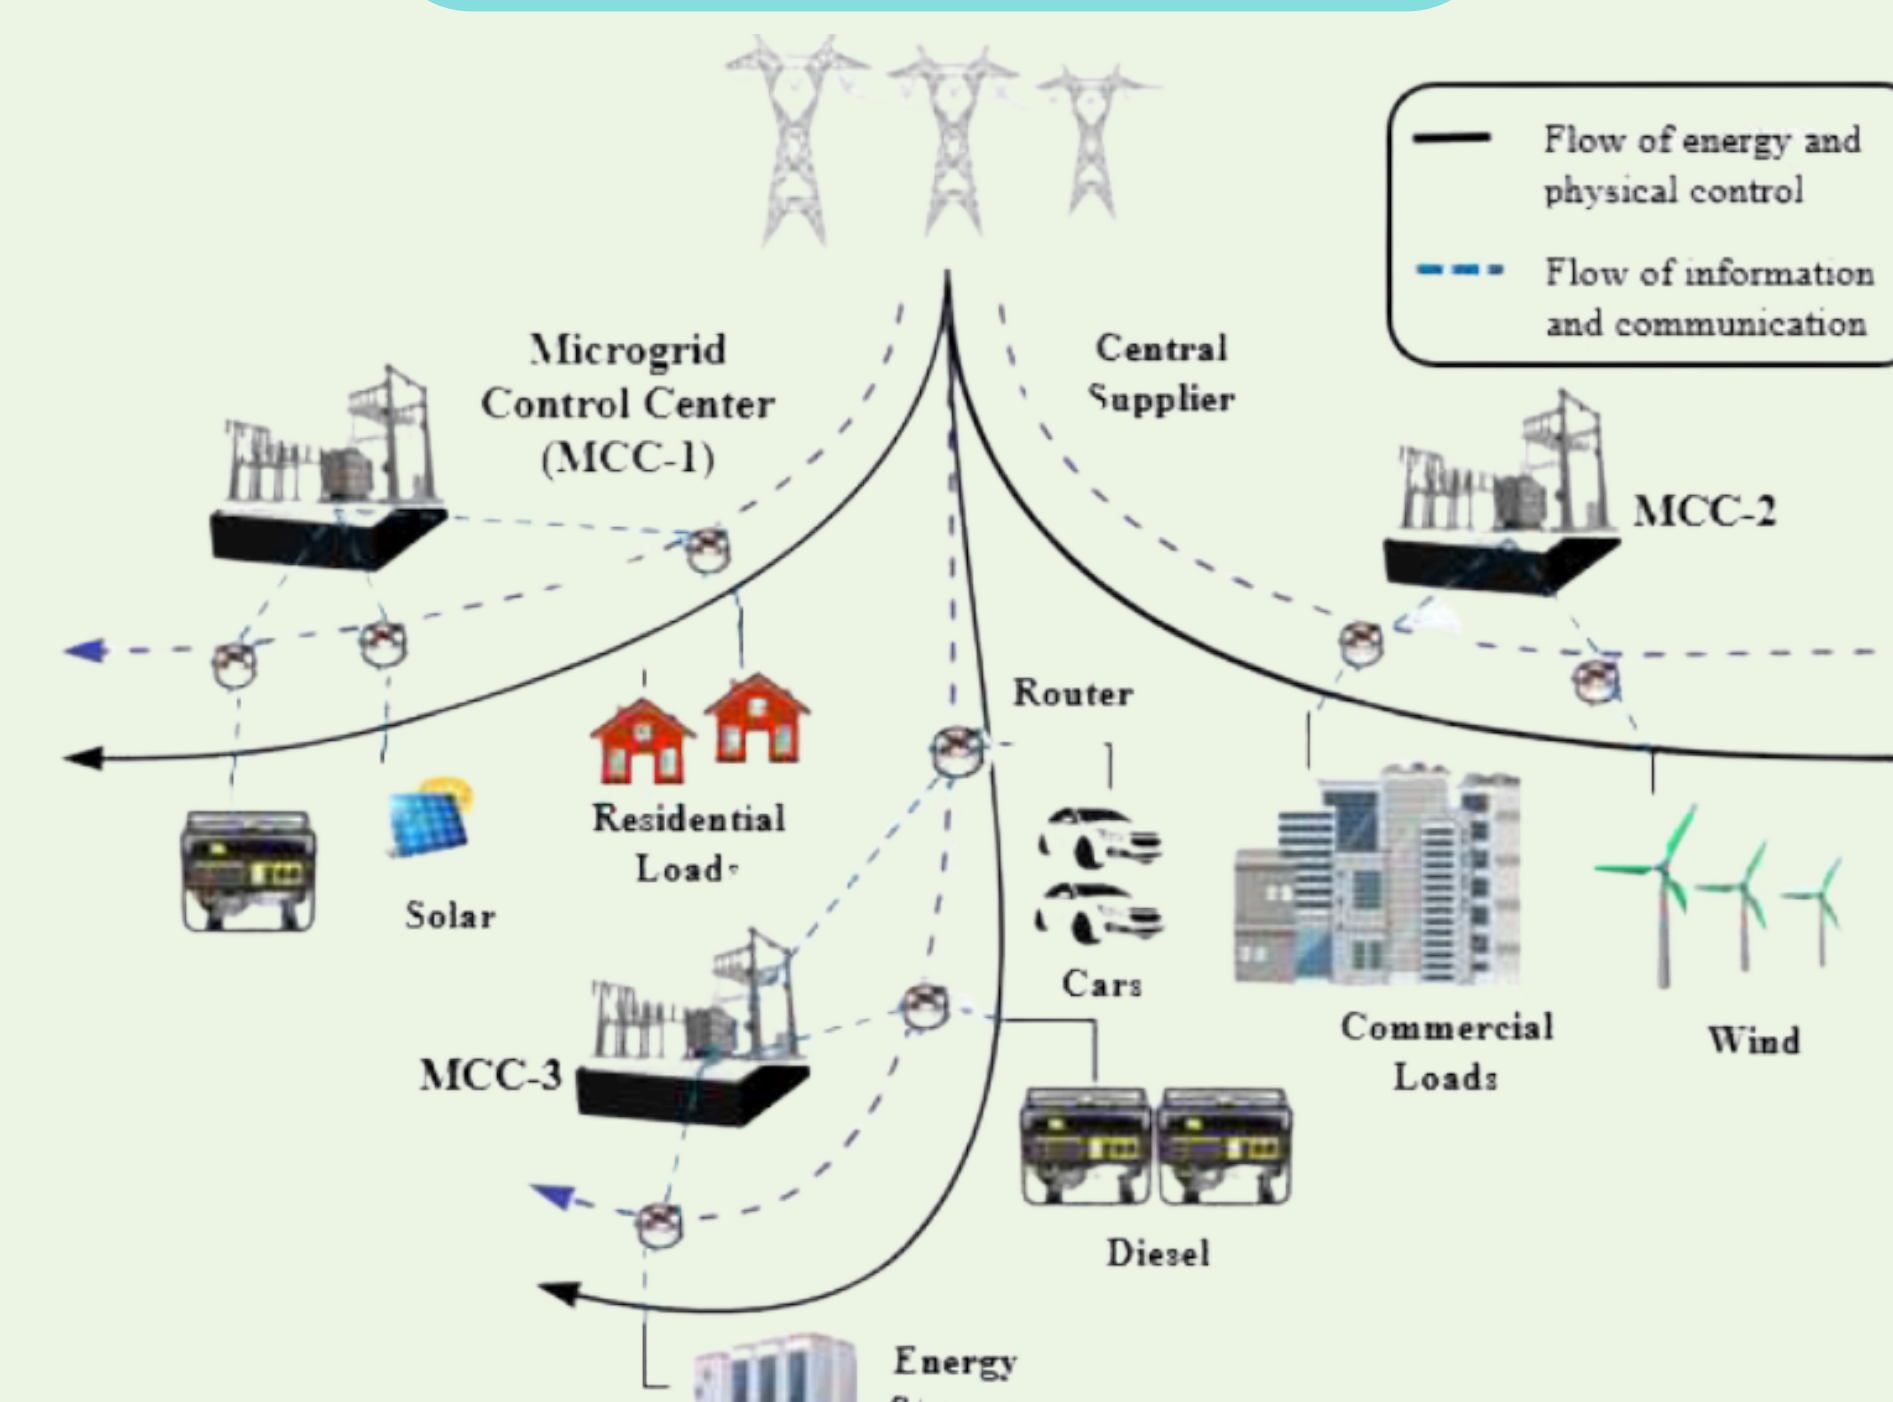 Flow of energy and
physical control
Flow of information
and communication
Microgrid
Control Center
(MCC-1)
Central
Supplier
MCC-2
Router
Residential
Loads
Solar
Cars
Commercial
Loads
Wind
MCC-3
Diesel
Energy